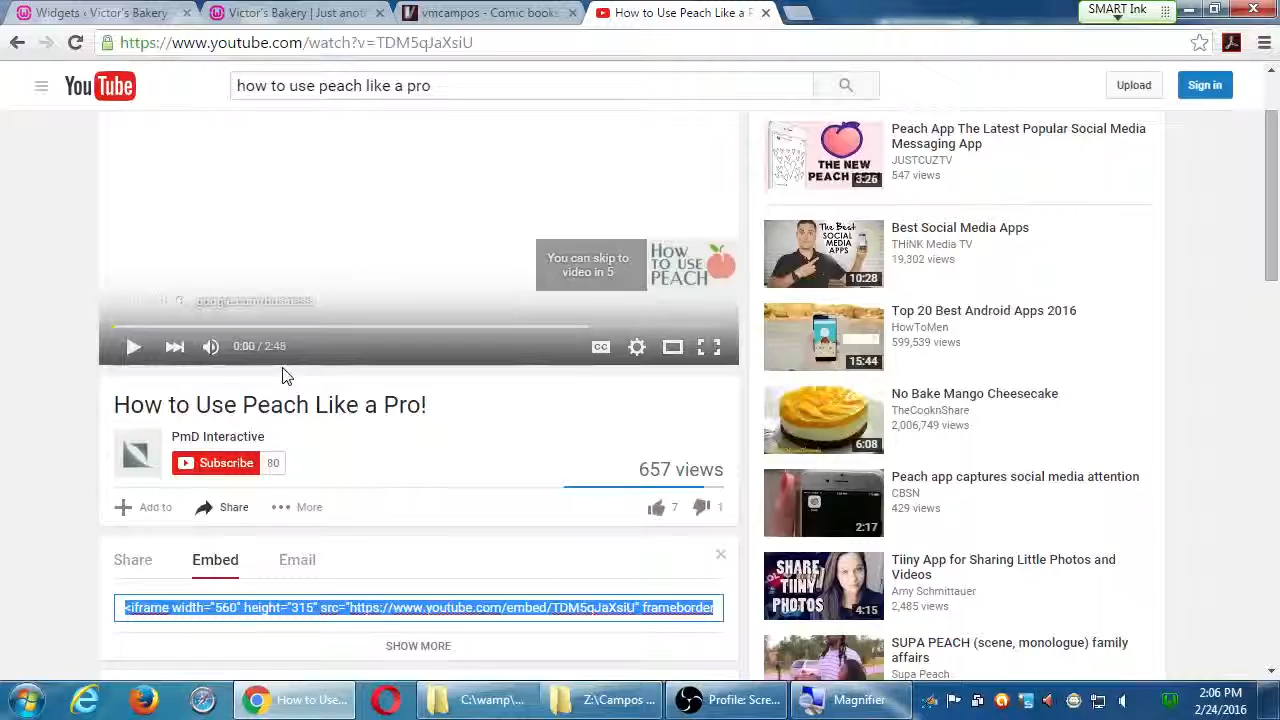 Widgets ‹ Victor's Bakery
Victor's Bakery | Just an
vmcampos – Comic book
How to Use Peach Like a P
SMART Ink
https://www.youtube.com/watch?v=TDM5qJaXsiU
YouTube
how to use peach like a pro
Upload
Sign in
You can skip to
video in 5
HOW
TO USE
PEACH
google.com/business
0:00 / 2:45
CC
How to Use Peach Like a Pro!
PmD Interactive
Subscribe
80
657 views
Add to
Share
More
7
1
Share
Embed
Email
<iframe width="560" height="315" src="https://www.youtube.com/embed/TDM5qJaXsiU" frameborder
SHOW MORE
THE NEW
PEACH
3:26
Peach App The Latest Popular Social Media
Messaging App
JUSTCUZTV
547 views
The Best
SOCIAL
MEDIA
APPS
10:28
Best Social Media Apps
THiNK Media TV
19,302 views
15:44
Top 20 Best Android Apps 2016
HowToMen
599,539 views
6:08
No Bake Mango Cheesecake
TheCooknShare
2,006,749 views
2:17
Peach app captures social media attention
CBSN
429 views
SHARE
TINY
PHOTOS
4:15
Tiiny App for Sharing Little Photos and
Videos
Amy Schmittauer
2,485 views
SUPA PEACH (scene, monologue) family
affairs
Supa Peach
How to Use...
C:\wamp\...
Z:\Campos ...
Profile: Scre...
Magnifier
2:06 PM
2/24/2016